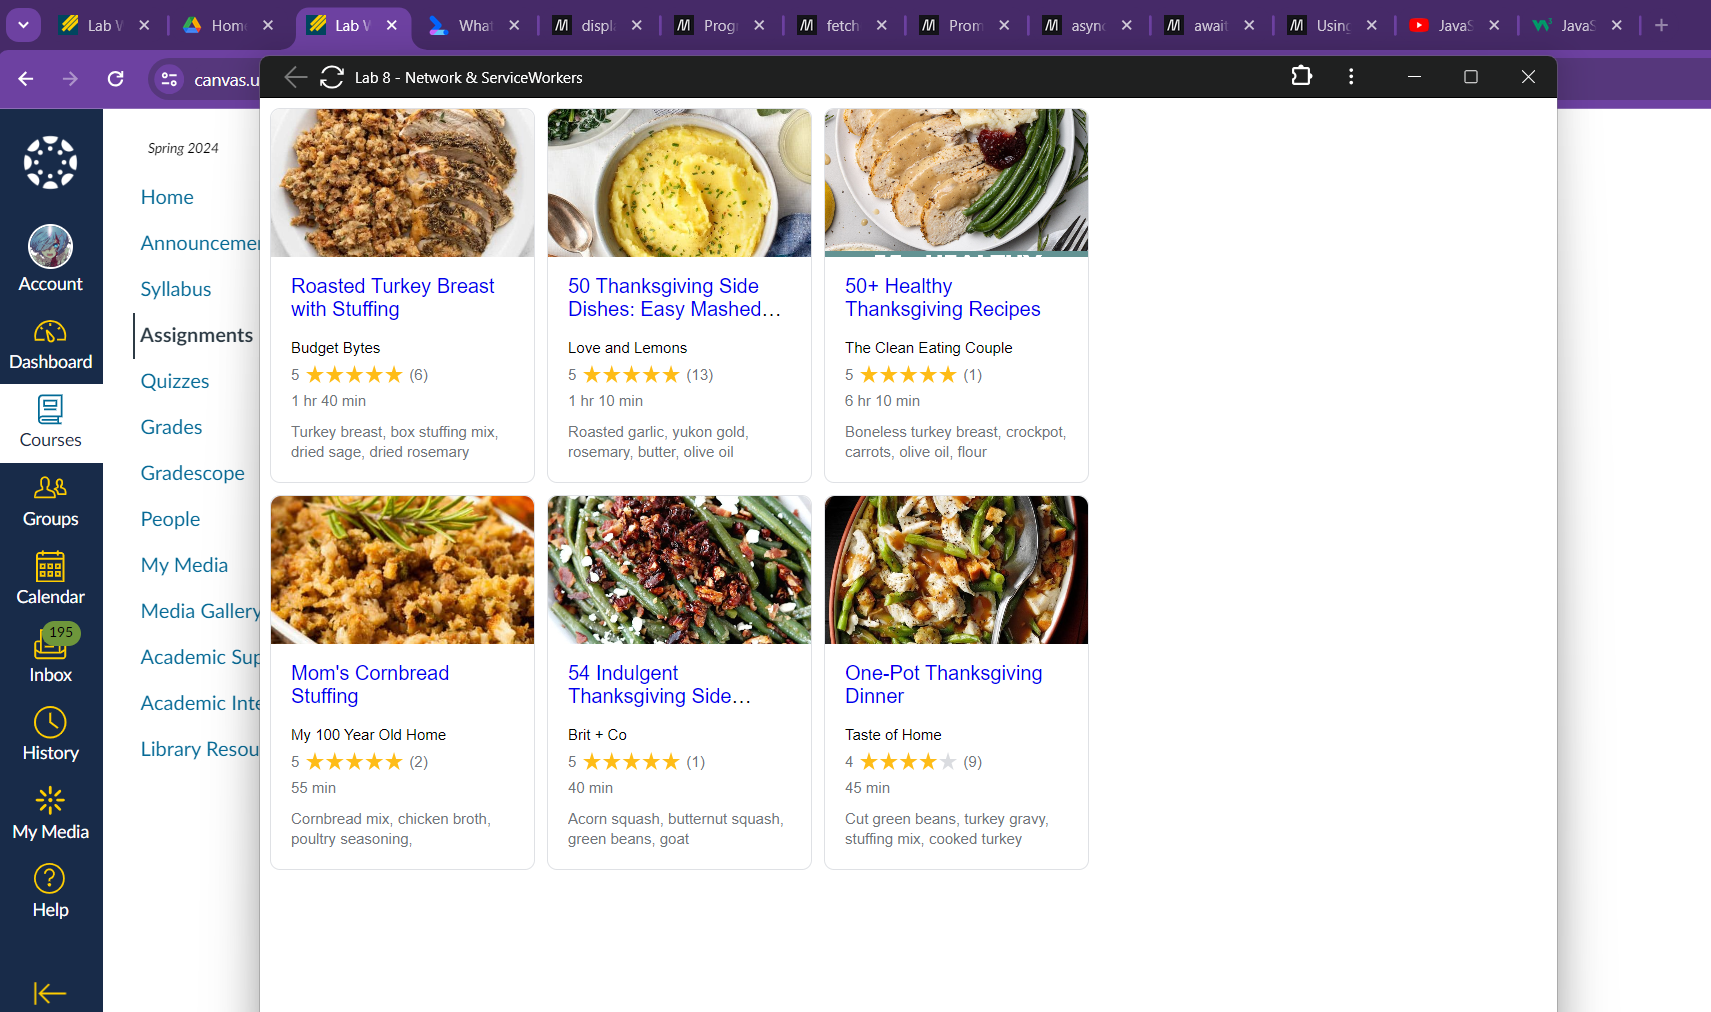 Lab W
Home
Lab W
What
displ
Prog
fetch
Prom
async
await
Using
JavaS
JavaS
canvas.u
Lab 8 - Network & ServiceWorkers
Spring 2024
Home
Announcemen
Syllabus
Assignments
Quizzes
Grades
Gradescope
People
My Media
Media Gallery
Academic Sup
Academic Inte
Library Resou
Account
Dashboard
Courses
Groups
Calendar
195
Inbox
History
My Media
Help
Roasted Turkey Breast
with Stuffing
Budget Bytes
5 ★★★★★ (6)
1 hr 40 min
Turkey breast, box stuffing mix,
dried sage, dried rosemary
50 Thanksgiving Side
Dishes: Easy Mashed...
Love and Lemons
5 ★★★★★ (13)
1 hr 10 min
Roasted garlic, yukon gold,
rosemary, butter, olive oil
50+ Healthy
Thanksgiving Recipes
The Clean Eating Couple
5 ★★★★★ (1)
6 hr 10 min
Boneless turkey breast, crockpot,
carrots, olive oil, flour
Mom's Cornbread
Stuffing
My 100 Year Old Home
5 ★★★★★ (2)
55 min
Cornbread mix, chicken broth,
poultry seasoning,
54 Indulgent
Thanksgiving Side...
Brit + Co
5 ★★★★★ (1)
40 min
Acorn squash, butternut squash,
green beans, goat
One-Pot Thanksgiving
Dinner
Taste of Home
4 ★★★★★ (9)
45 min
Cut green beans, turkey gravy,
stuffing mix, cooked turkey